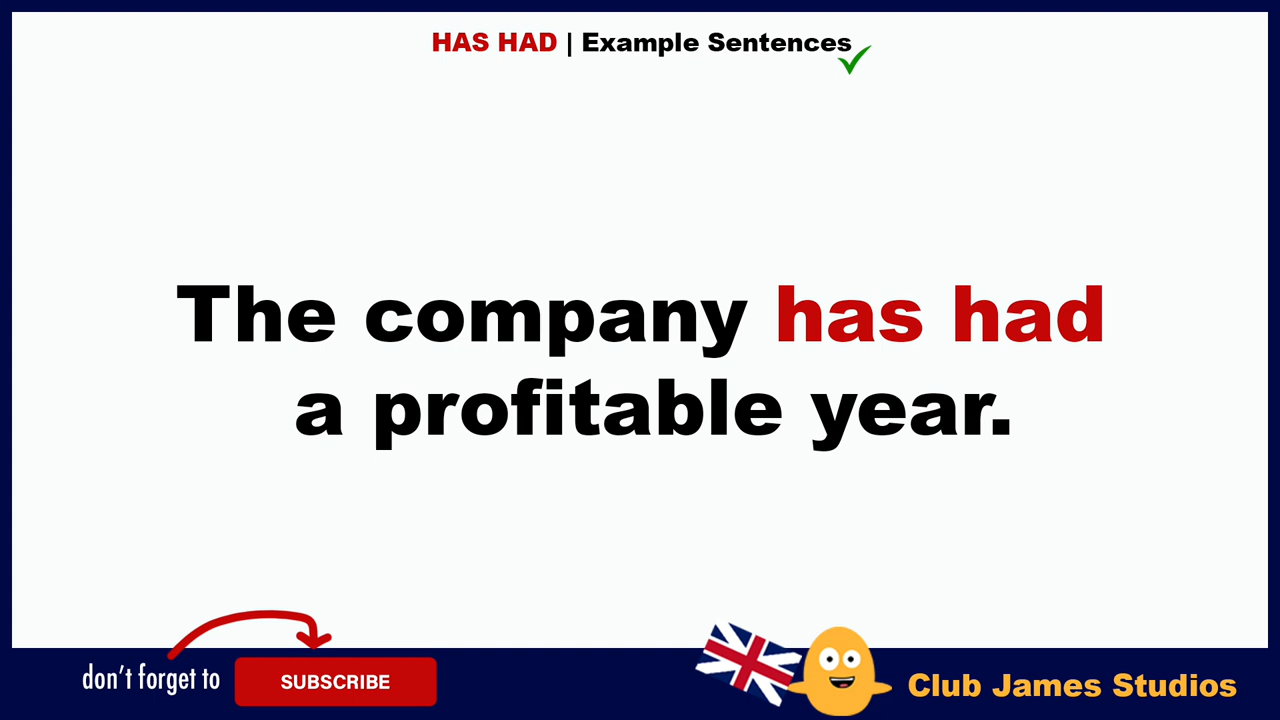 HAS HAD | Example Sentences
The company has had
a profitable year.
don't forget to
SUBSCRIBE
Club James Studios